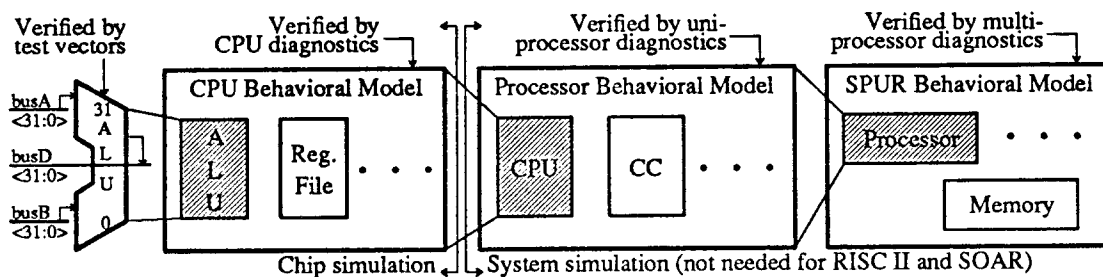 Verified by
test vectors
Verified by
CPU diagnostics
Verified by uni-
processor diagnostics
Verified by multi-
processor diagnostics
busA
<31:0>
busD
<31:0>
busB
<31:0>
31
A
L
U
0
CPU Behavioral Model
A
L
U
Reg.
File
• • •
Processor Behavioral Model
CPU
CC
• • •
SPUR Behavioral Model
Processor
• • •
Memory
Chip simulation
System simulation (not needed for RISC II and SOAR)